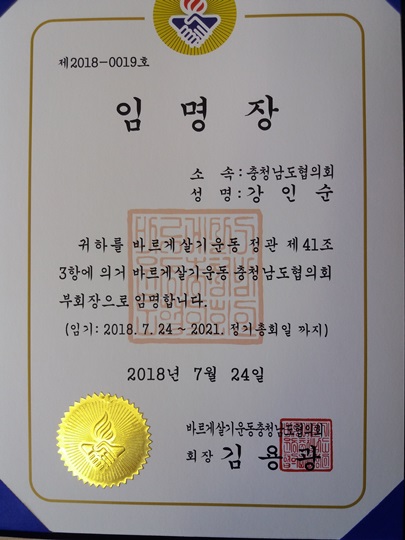 제2018-0019호
임 명 장
소 속 : 충청남도협의회
성 명 : 강 인 순
귀하를 바르게살기운동 정관 제41조
3항에 의거 바르게살기운동 충청남도협의회
부회장으로 임명합니다.
(임기: 2018. 7. 24 ~ 2021. 정기총회일 까지)
2018년 7월 24일
바르게살기운동충청남도협의회
회장 김 용 광